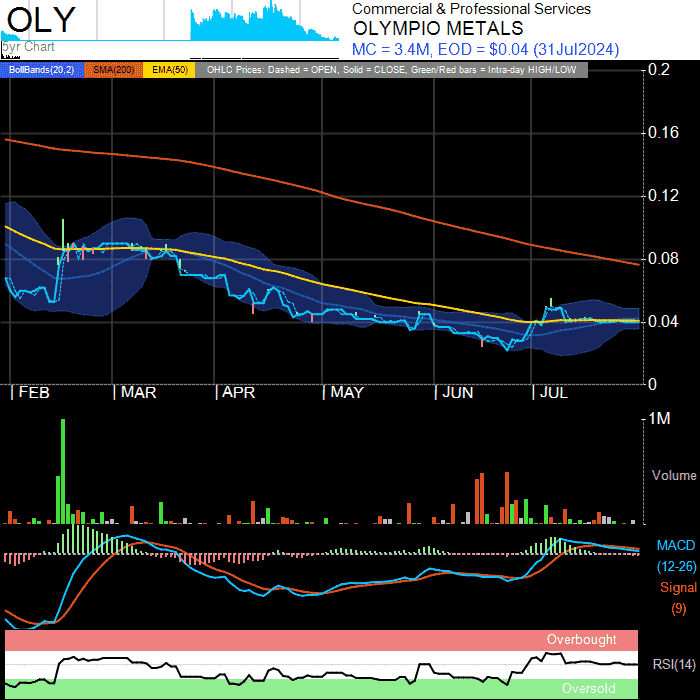 OLY
5yr Chart
Commercial & Professional Services
OLYMPIO METALS
MC = 3.4M, EOD = $0.04 (31Jul2024)
BollBands(20,2) SMA(200) EMA(50) OHLC Prices: Dashed = OPEN, Solid = CLOSE, Green/Red bars = Intra-day HIGH/LOW
0.2
0.16
0.12
0.08
0.04
0
FEB MAR APR MAY JUN JUL
1M
Volume
MACD
(12-26)
Signal
(9)
Overbought
RSI(14)
Oversold